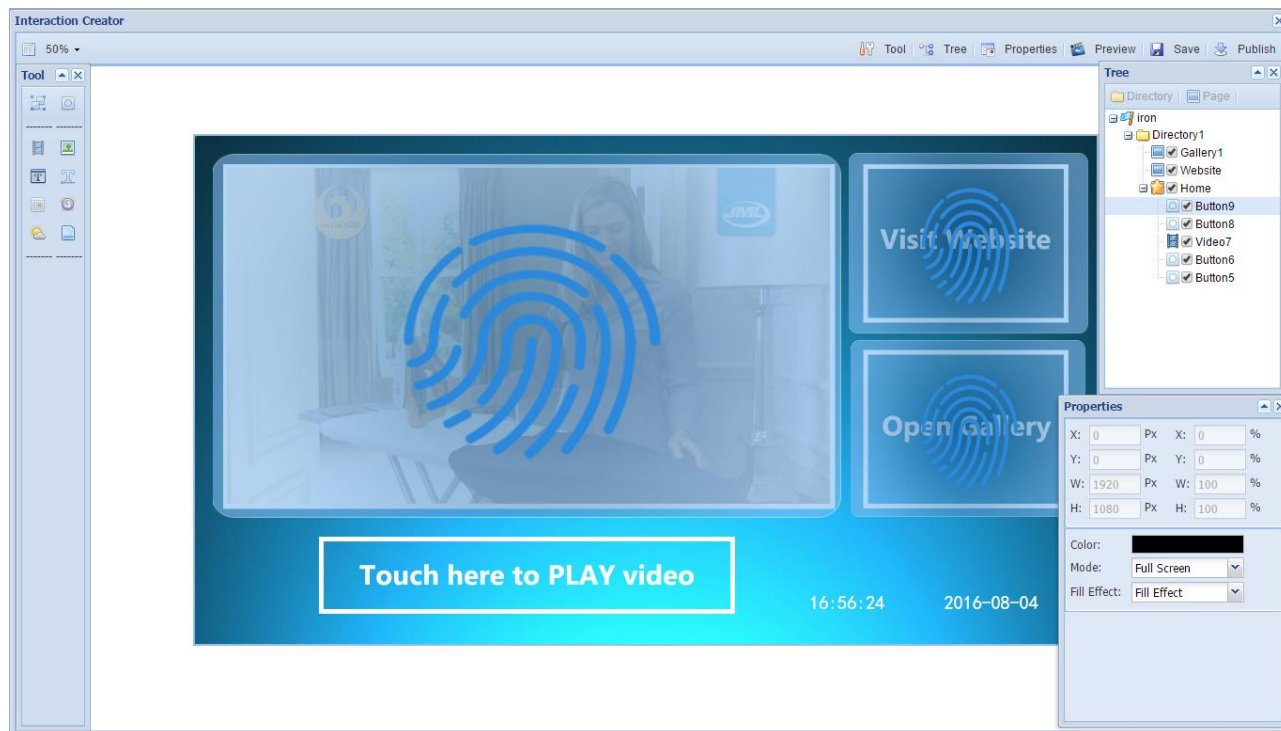 Interaction Creator
50%
Tool Tree Properties Preview Save Publish
Tool
Tree
Directory Page
iron
Directory1
Gallery1
Website
Home
Button9
Button8
Video7
Button6
Button5
JML
Visit Website
Open Gallery
Touch here to PLAY video
16:56:24 2016-08-04
Properties
X: 0 Px X: 0 %
Y: 0 Px Y: 0 %
W: 1920 Px W: 100 %
H: 1080 Px H: 100 %
Color:
Mode: Full Screen
Fill Effect: Fill Effect